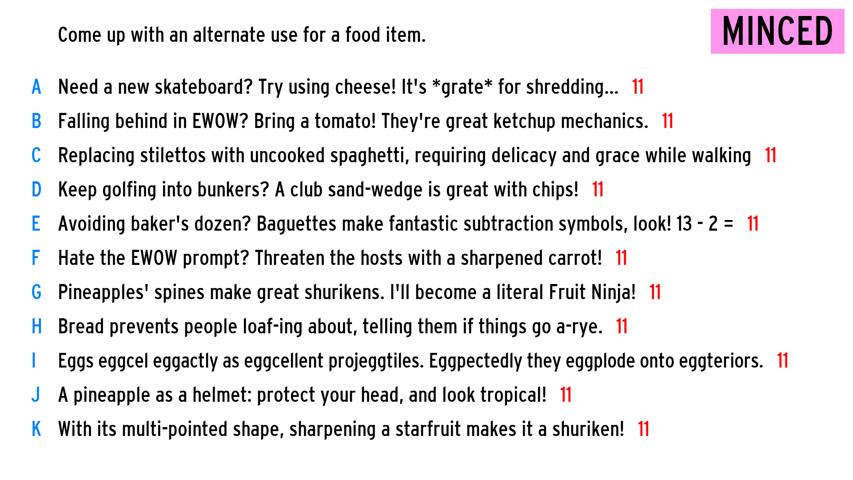 Come up with an alternate use for a food item.
MINCED
A Need a new skateboard? Try using cheese! It's *grate* for shredding... 11
B Falling behind in EWOW? Bring a tomato! They're great ketchup mechanics. 11
C Replacing stilettos with uncooked spaghetti, requiring delicacy and grace while walking 11
D Keep golfing into bunkers? A club sand-wedge is great with chips! 11
E Avoiding baker's dozen? Baguettes make fantastic subtraction symbols, look! 13 - 2 = 11
F Hate the EWOW prompt? Threaten the hosts with a sharpened carrot! 11
G Pineapples' spines make great shurikens. I'll become a literal Fruit Ninja! 11
H Bread prevents people loaf-ing about, telling them if things go a-rye. 11
I Eggs eggcel eggactly as eggcellent projeggtiles. Eggpectedly they eggplode onto eggteriors. 11
J A pineapple as a helmet: protect your head, and look tropical! 11
K With its multi-pointed shape, sharpening a starfruit makes it a shuriken! 11